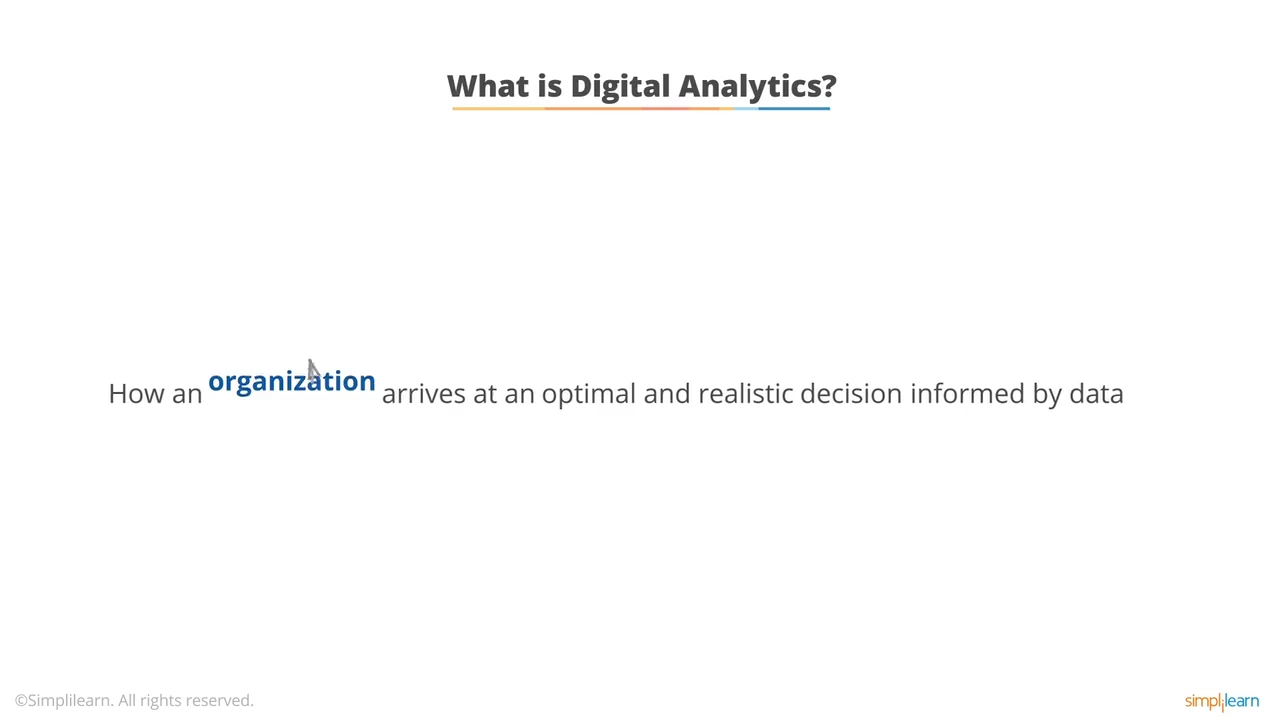 What is Digital Analytics?
How an organization arrives at an optimal and realistic decision informed by data
©Simplilearn. All rights reserved.
simplilearn